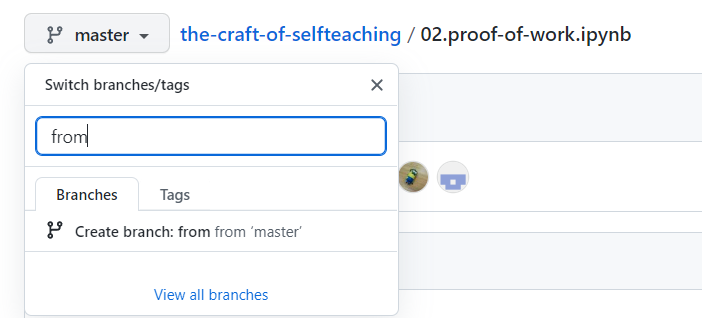 master the-craft-of-selfteaching / 02.proof-of-work.ipynb
Switch branches/tags
from
Branches Tags
Create branch: from from ‘master’
View all branches